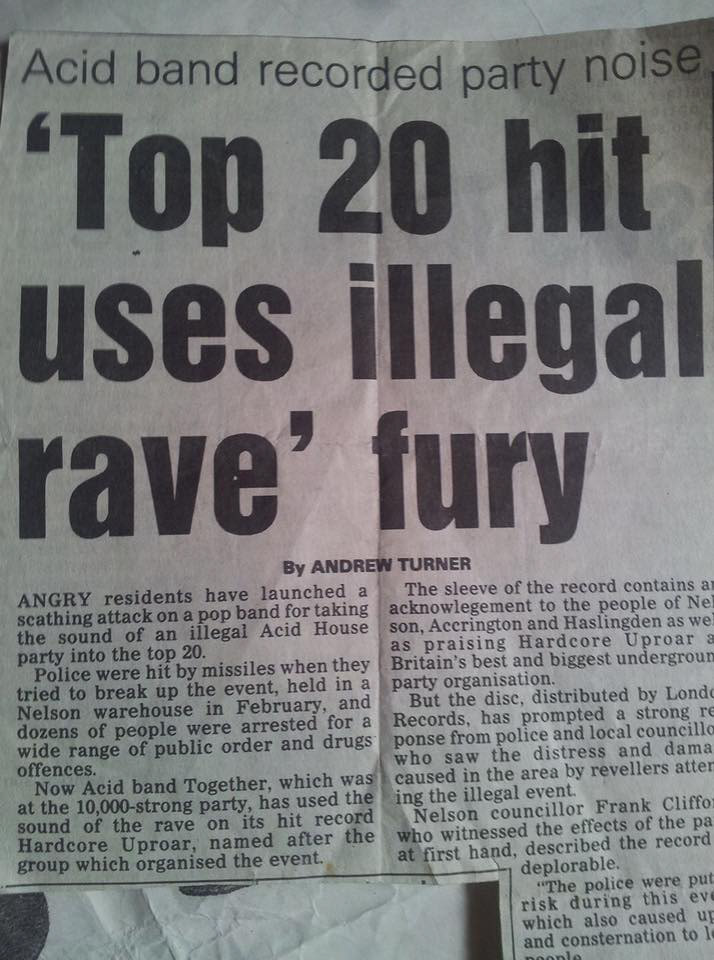 Acid band recorded party noise
‘Top 20 hit
uses illegal
rave’ fury
By ANDREW TURNER
ANGRY residents have launched a
scathing attack on a pop band for taking
the sound of an illegal Acid House
party into the top 20.
Police were hit by missiles when they
tried to break up the event, held in a
Nelson warehouse in February, and
dozens of people were arrested for a
wide range of public order and drugs
offences.
Now Acid band Together, which was
at the 10,000-strong party, has used the
sound of the rave on its hit record
Hardcore Uproar, named after the
group which organised the event.
The sleeve of the record contains
acknowlegement to the people of Nel
son, Accrington and Haslingden as
as praising Hardcore Uproar
Britain's best and biggest
party organisation.
But the disc, distributed by
Records, has prompted a strong re
ponse from police and local
who saw the distress and
caused in the area by revellers atten
ing the illegal event.
Nelson councillor Frank
who witnessed the effects of the
at first hand, described the record
deplorable.
“The police were put
risk during this
which also caused
and consternation to
people